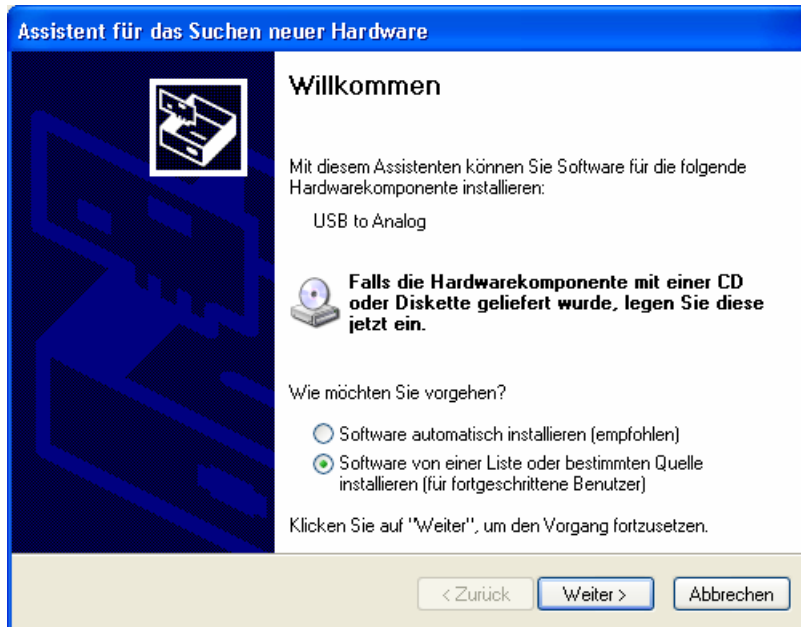 Assistent für das Suchen neuer Hardware
Willkommen
Mit diesem Assistenten können Sie Software für die folgende
Hardwarekomponente installieren:
USB to Analog
Falls die Hardwarekomponente mit einer CD
oder Diskette geliefert wurde, legen Sie diese
jetzt ein.
Wie möchten Sie vorgehen?
Software automatisch installieren (empfohlen)
Software von einer Liste oder bestimmten Quelle
installieren (für fortgeschrittene Benutzer)
Klicken Sie auf "Weiter", um den Vorgang fortzusetzen.
< Zurück Weiter > Abbrechen